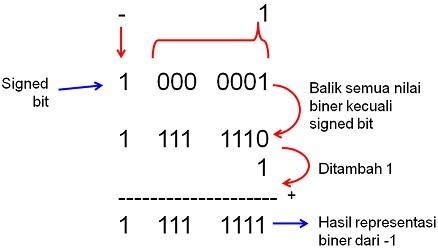 - 1
Signed bit
1 000 0001
Balik semua nilai biner kecuali signed bit
1 111 1110
1
Ditambah 1
--------------------- +
1 111 1111
Hasil representasi biner dari -1